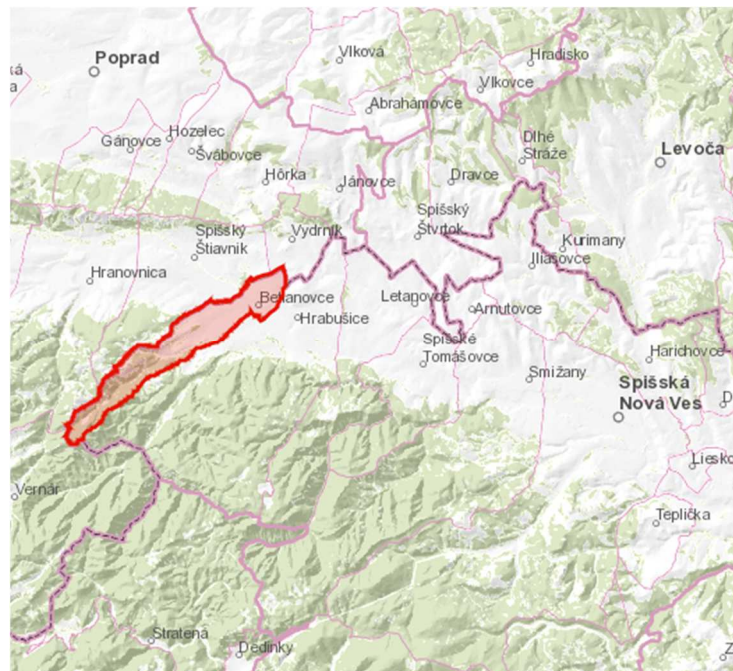 Vlková
Hradisko
Poprad
Vlkovce
Abrahámovce
Hozelec
Gánovce
Švábovce
Dlhé
Stráže
Levoča
Hôrka
Jánovce
Dravce
Spišský
Štiavnik
Vydrník
Spišský
Štvrtok
Kurimany
Iliašovce
Hranovnica
Betlanovce
Hrabušice
Letanovce
Arnutovce
Spišské
Tomášovce
Harichovce
Smižany
Spišská
Nová Ves
Vernár
Teplička
Stratená
Dedinky